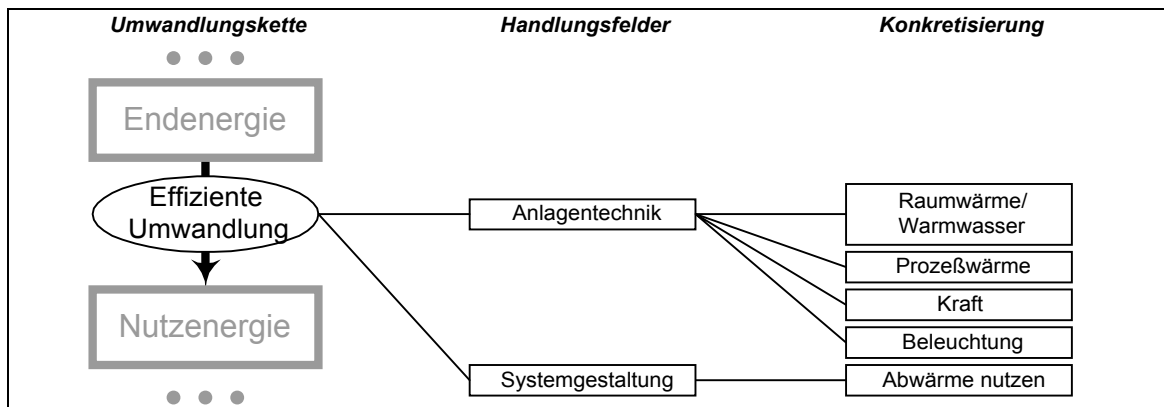 Umwandlungskette
Handlungsfelder
Konkretisierung
Endenergie
Effiziente
Umwandlung
Nutzenergie
Anlagentechnik
Systemgestaltung
Raumwärme/
Warmwasser
Prozeßwärme
Kraft
Beleuchtung
Abwärme nutzen